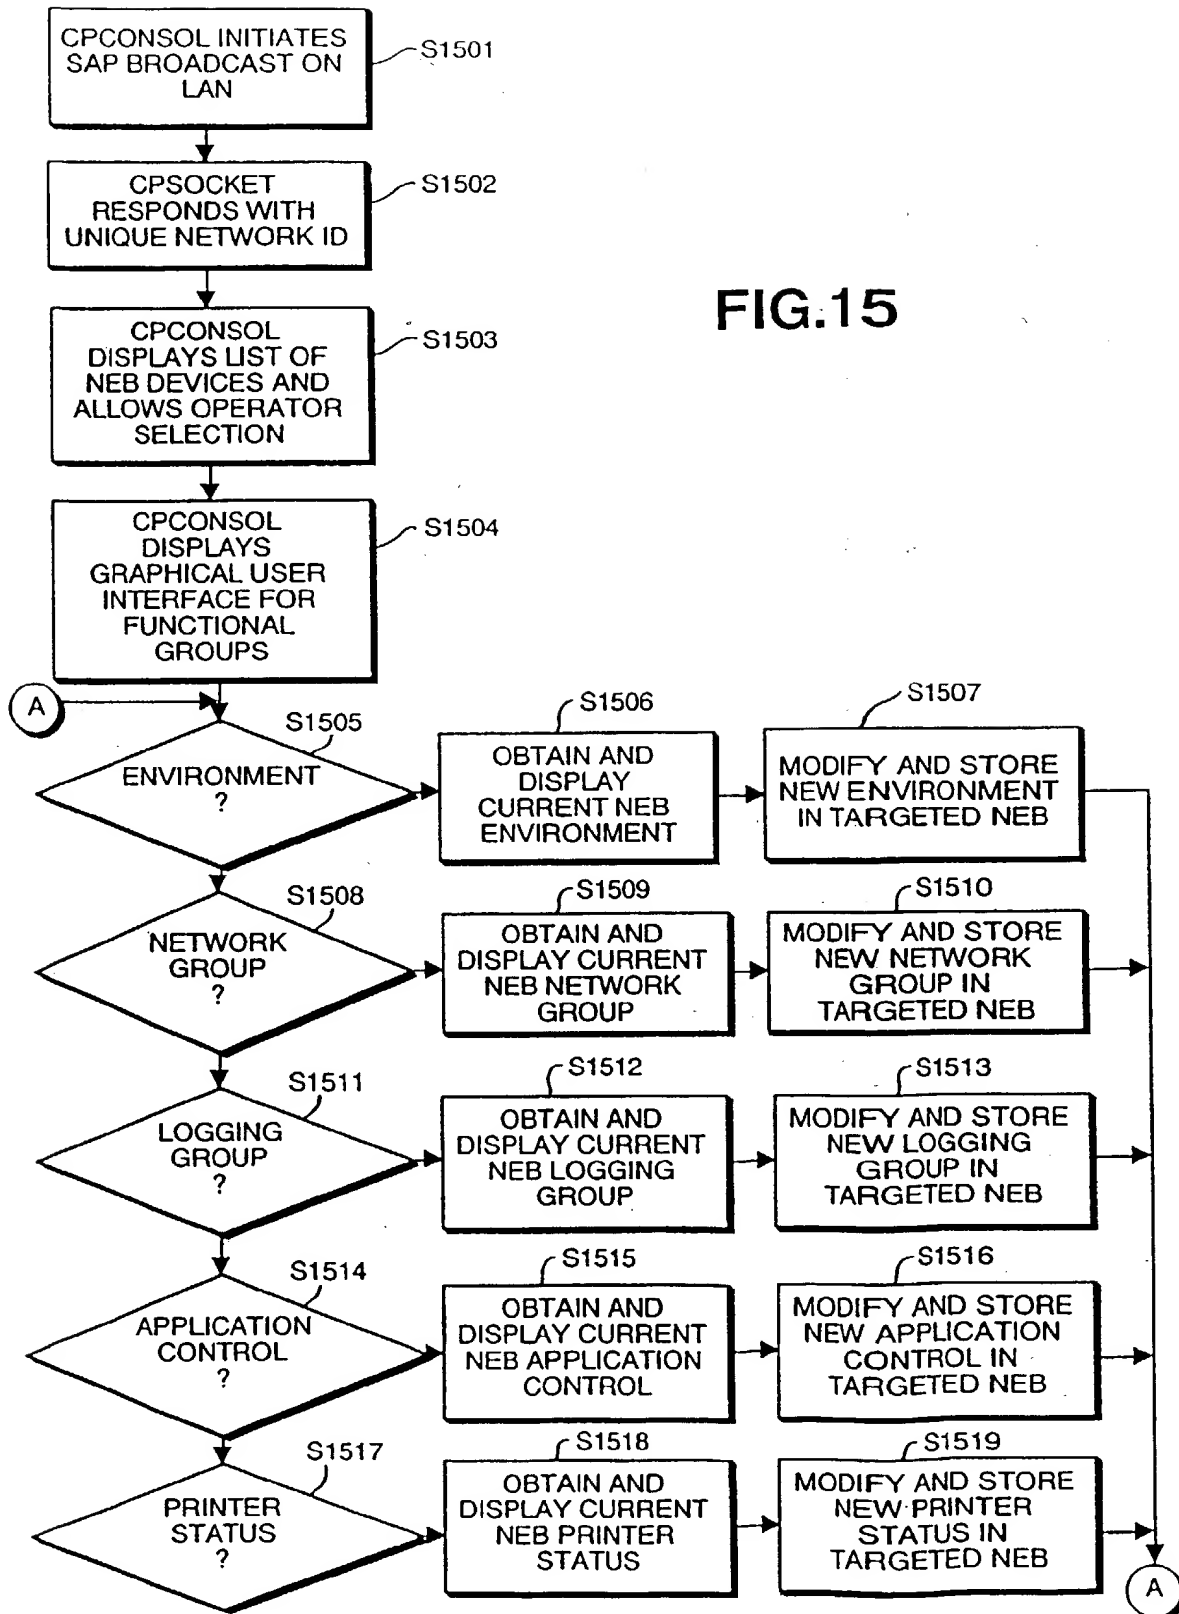 CPCONSOL INITIATES
SAP BROADCAST ON
LAN
S1501
CPSOCKET
RESPONDS WITH
UNIQUE NETWORK ID
S1502
FIG.15
CPCONSOL
DISPLAYS LIST OF
NEB DEVICES AND
ALLOWS OPERATOR
SELECTION
S1503
CPCONSOL
DISPLAYS
GRAPHICAL USER
INTERFACE FOR
FUNCTIONAL
GROUPS
S1504
A
S1505
ENVIRONMENT
?
S1506
OBTAIN AND
DISPLAY
CURRENT NEB
ENVIRONMENT
S1507
MODIFY AND STORE
NEW ENVIRONMENT
IN TARGETED NEB
S1508
NETWORK
GROUP
?
S1509
OBTAIN AND
DISPLAY CURRENT
NEB NETWORK
GROUP
S1510
MODIFY AND STORE
NEW NETWORK
GROUP IN
TARGETED NEB
S1511
LOGGING
GROUP
?
S1512
OBTAIN AND
DISPLAY CURRENT
NEB LOGGING
GROUP
S1513
MODIFY AND STORE
NEW LOGGING
GROUP IN
TARGETED NEB
S1514
APPLICATION
CONTROL
?
S1515
OBTAIN AND
DISPLAY CURRENT
NEB APPLICATION
CONTROL
S1516
MODIFY AND STORE
NEW APPLICATION
CONTROL IN
TARGETED NEB
S1517
PRINTER
STATUS
?
S1518
OBTAIN AND
DISPLAY CURRENT
NEB PRINTER
STATUS
S1519
MODIFY AND STORE
NEW PRINTER
STATUS IN
TARGETED NEB
A